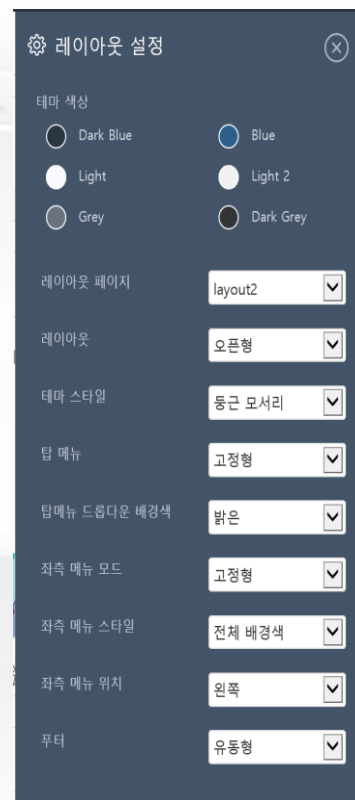 레이아웃 설정
테마 색상
Dark Blue
Blue
Light
Light 2
Grey
Dark Grey
레이아웃 페이지
layout2
레이아웃
오픈형
테마 스타일
둥근 모서리
탑 메뉴
고정형
탑메뉴 드롭다운 배경색
밝은
좌측 메뉴 모드
고정형
좌측 메뉴 스타일
전체 배경색
좌측 메뉴 위치
왼쪽
푸터
유동형